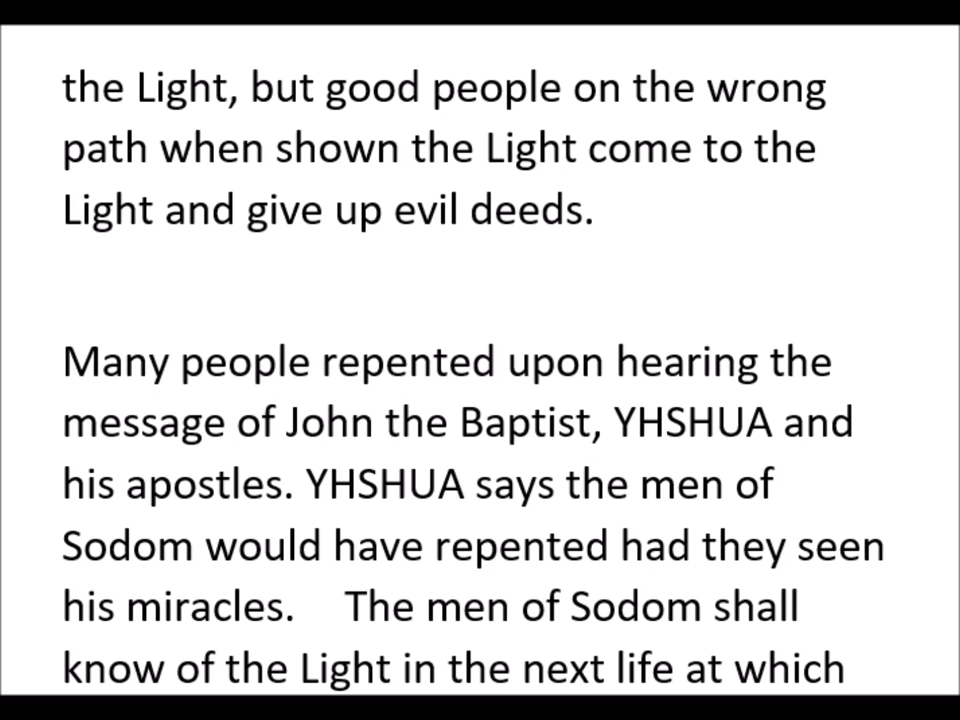 the Light, but good people on the wrong
path when shown the Light come to the
Light and give up evil deeds.
Many people repented upon hearing the
message of John the Baptist, YHSHUA and
his apostles. YHSHUA says the men of
Sodom would have repented had they seen
his miracles.    The men of Sodom shall
know of the Light in the next life at which